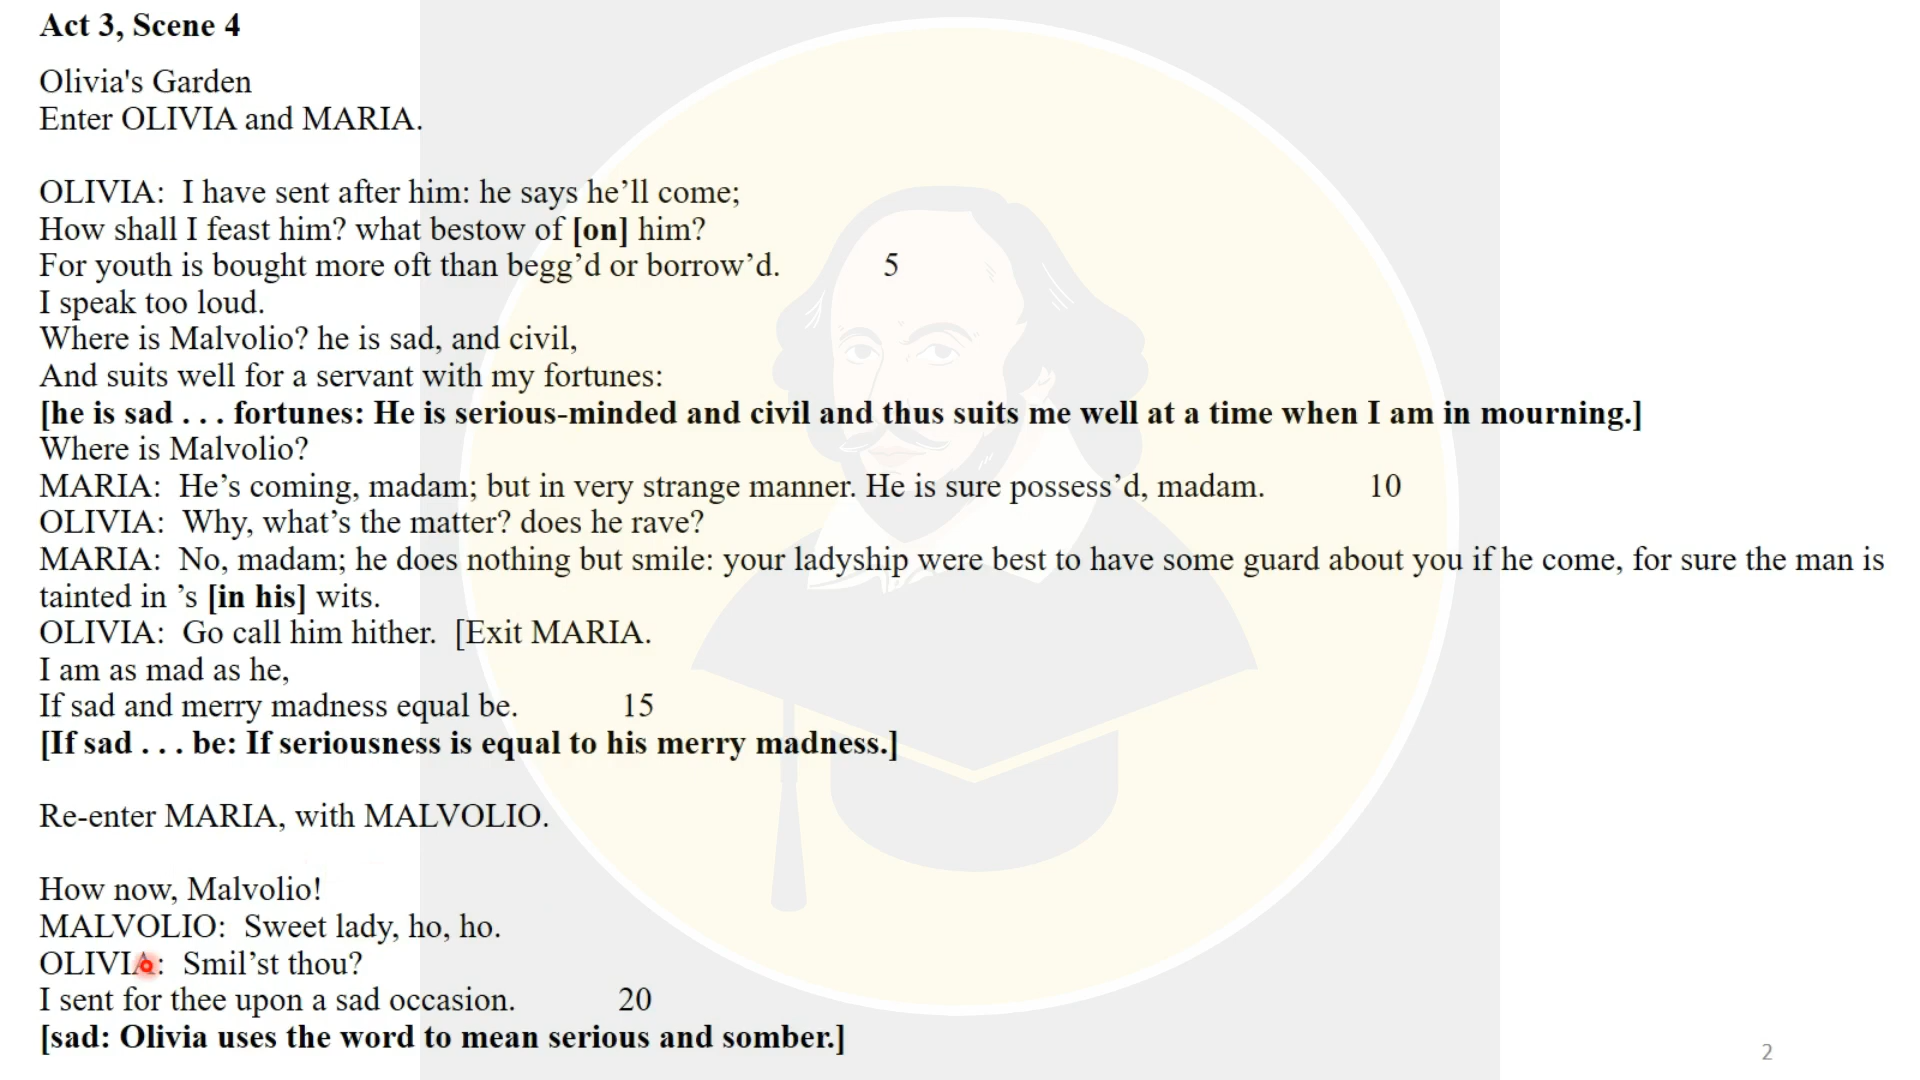 Act 3, Scene 4
Olivia's Garden
Enter OLIVIA and MARIA.
OLIVIA:  I have sent after him: he says he’ll come;
How shall I feast him? what bestow of [on] him?
For youth is bought more oft than begg’d or borrow’d. 5
I speak too loud.
Where is Malvolio? he is sad, and civil,
And suits well for a servant with my fortunes:
[he is sad . . . fortunes: He is serious-minded and civil and thus suits me well at a time when I am in mourning.]
Where is Malvolio?
MARIA:  He’s coming, madam; but in very strange manner. He is sure possess’d, madam. 10
OLIVIA:  Why, what’s the matter? does he rave?
MARIA:  No, madam; he does nothing but smile: your ladyship were best to have some guard about you if he come, for sure the man is
tainted in ’s [in his] wits.
OLIVIA:  Go call him hither.  [Exit MARIA.
I am as mad as he,
If sad and merry madness equal be. 15
[If sad . . . be: If seriousness is equal to his merry madness.]
Re-enter MARIA, with MALVOLIO.
How now, Malvolio!
MALVOLIO:  Sweet lady, ho, ho.
OLIVIA:  Smil’st thou?
I sent for thee upon a sad occasion. 20
[sad: Olivia uses the word to mean serious and somber.]
2